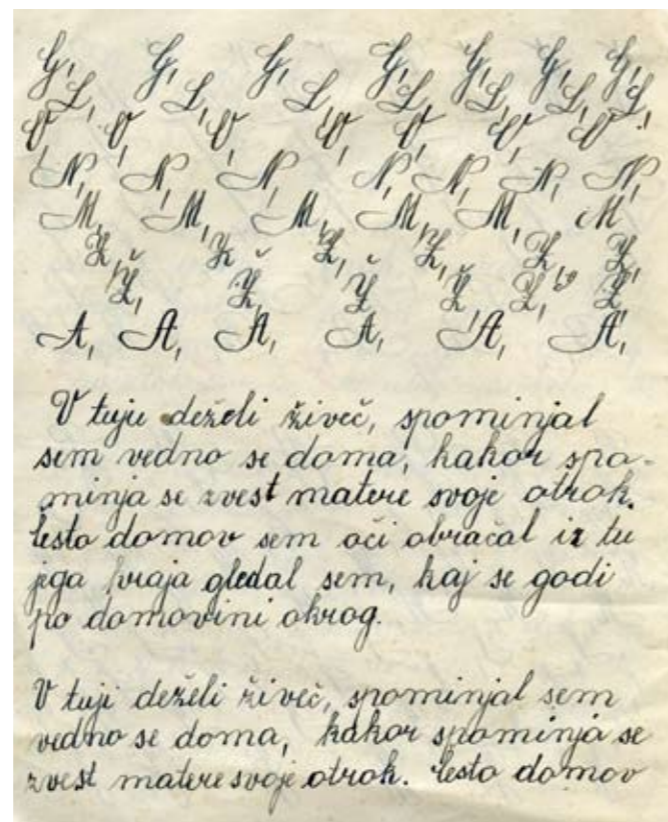 G, G, G, G, G, G, G,
L, L, L, L, L, L, L,
O, O, O, O, O, O, O,
N, N, N, N, N, N, N,
M, M, M, M, M, M
Z, Z, Z, Z, Z, Z,
Ž, Ž, Ž, Ž, Ž, Ž,
A, A, A, A, A, A,
V tuju deželi živeč, spominjal
sem vedno se doma, kakor spo-
minja se zvest matere svoje otrok.
Često domov sem oči obračal iz tu
jega kraja gledal sem, kaj se godi
po domovini okrog.
V tuji deželi živeč, spominjal sem
vedno se doma, kakor spominja se
zvest matere svoje otrok. Često domov